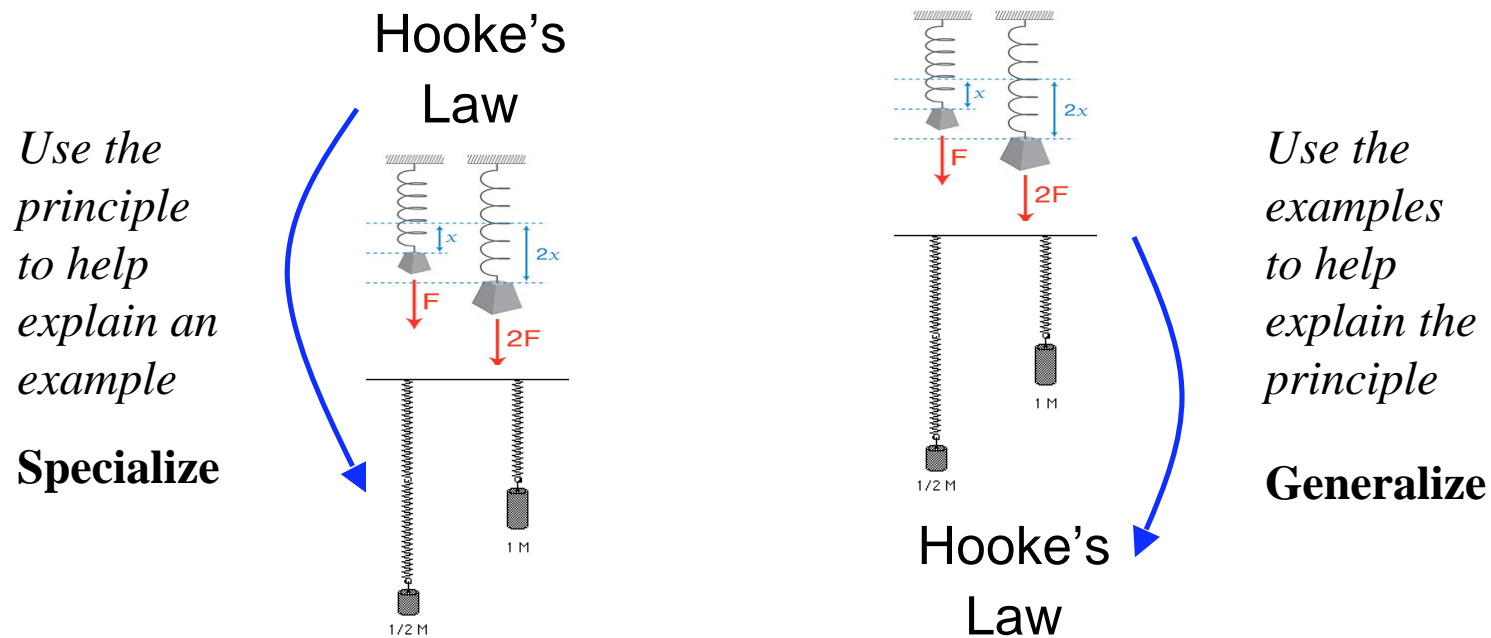 Hooke's
Law
Use the
principle
to help
explain an
example
Specialize
x
2x
F
2F
1 M
1/2 M
x
2x
F
2F
1 M
1/2 M
Use the
examples
to help
explain the
principle
Generalize
Hooke's
Law